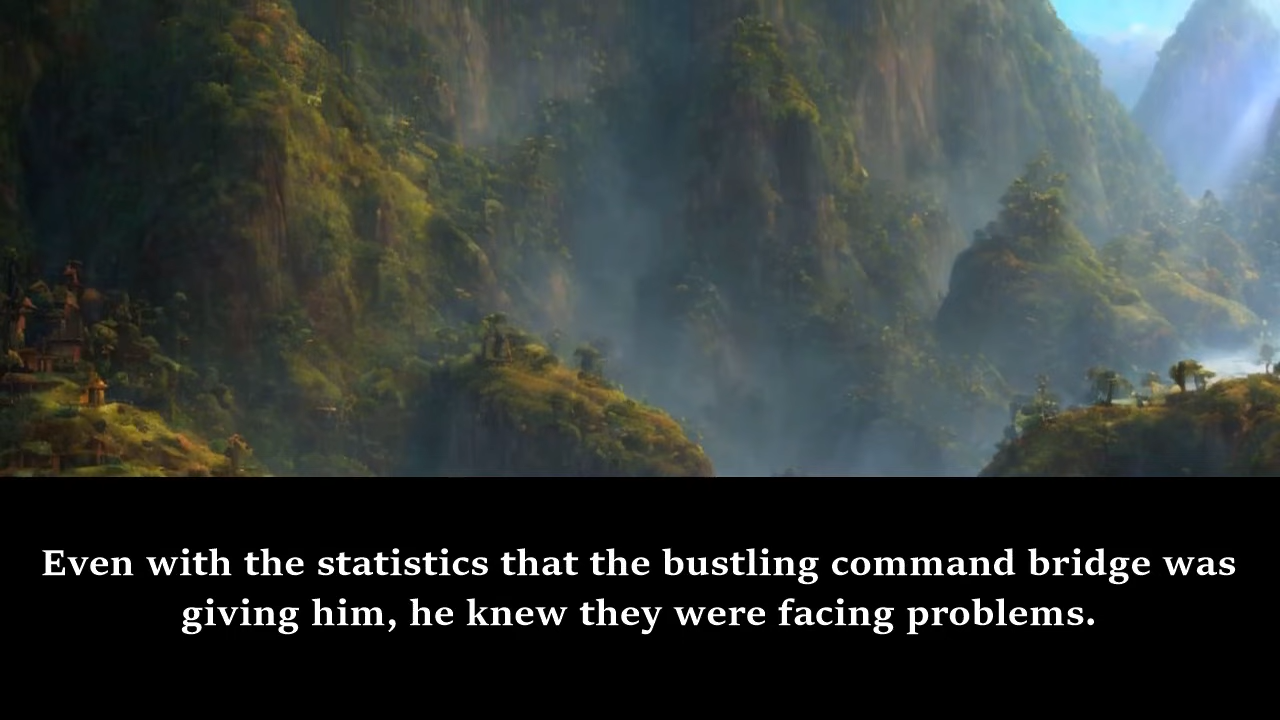 Even with the statistics that the bustling command bridge was
giving him, he knew they were facing problems.